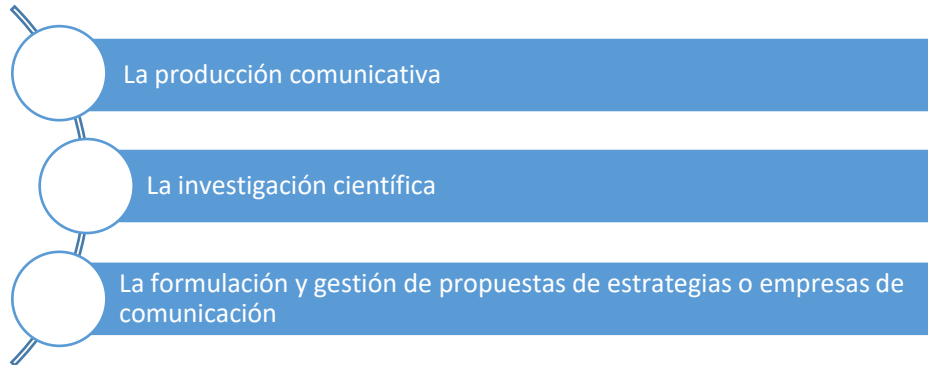 La producción comunicativa
La investigación científica
La formulación y gestión de propuestas de estrategias o empresas de
comunicación